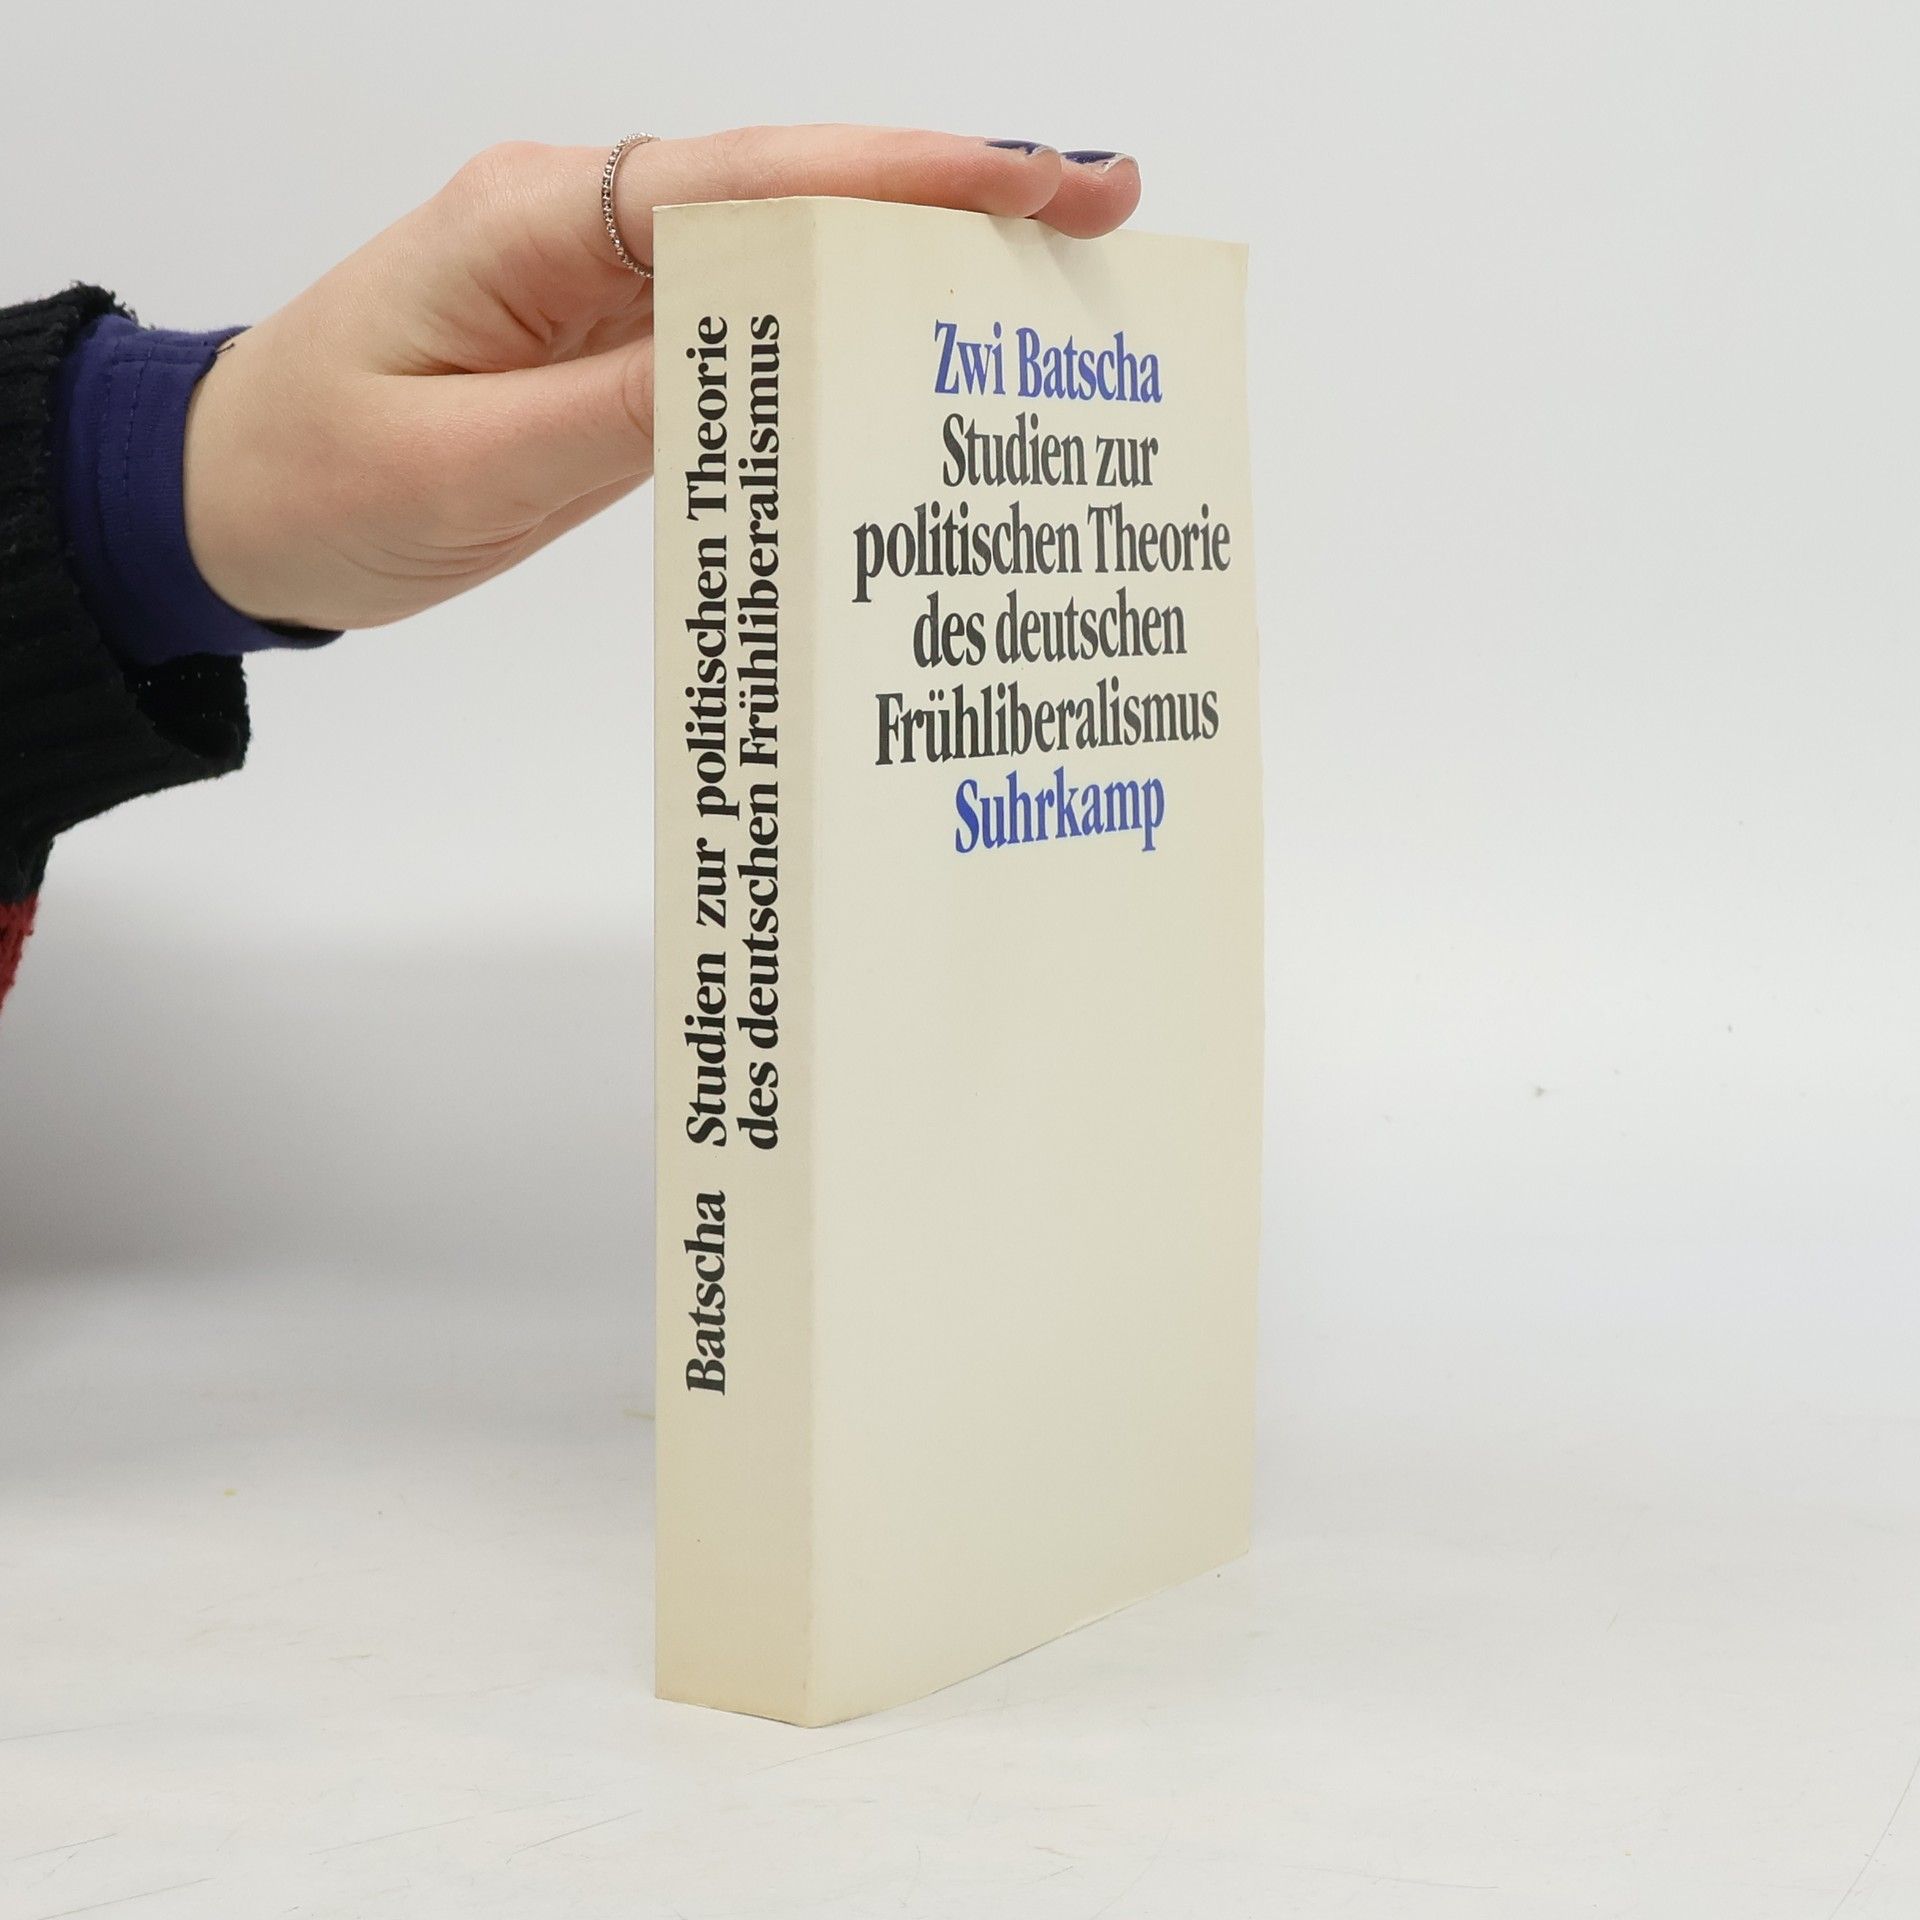 Batscha Studien zur politischen Theorie
des deutschen Frühliberalismus
Zwi Batscha
Studien zur
politischen Theorie
des deutschen
Frühliberalismus
Suhrkamp